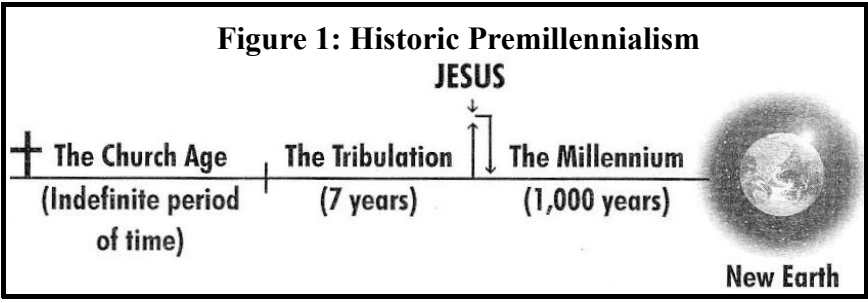 Figure 1: Historic Premillennialism
JESUS
The Church Age
(Indefinite period
of time)
The Tribulation
(7 years)
The Millennium
(1,000 years)
New Earth